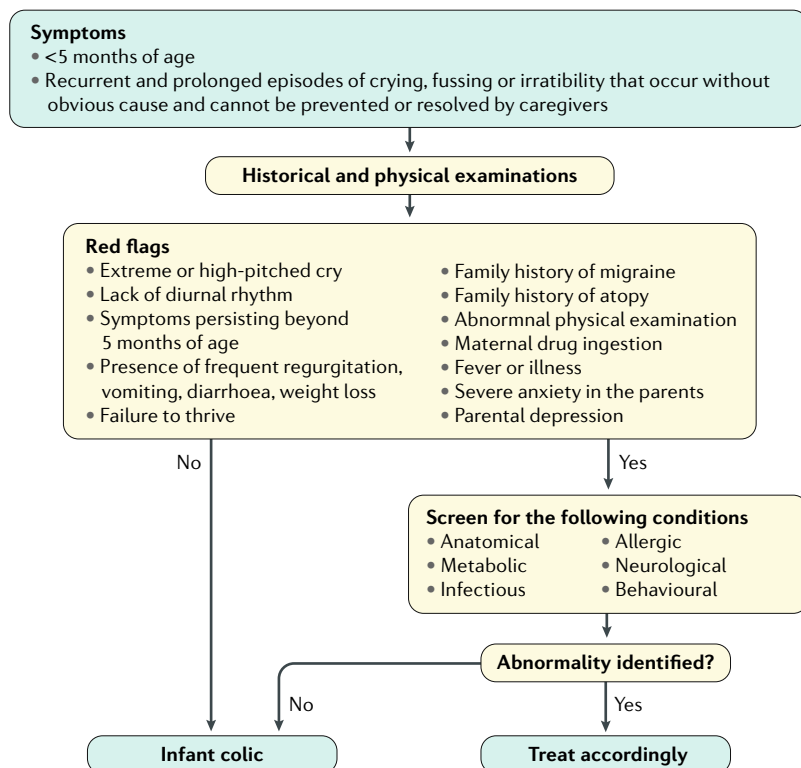 Symptoms
• <5 months of age
• Recurrent and prolonged episodes of crying, fussing or irratibility that occur without
obvious cause and cannot be prevented or resolved by caregivers
Historical and physical examinations
Red flags
• Extreme or high-pitched cry
• Lack of diurnal rhythm
• Symptoms persisting beyond
5 months of age
• Presence of frequent regurgitation,
vomiting, diarrhoea, weight loss
• Failure to thrive
• Family history of migraine
• Family history of atopy
• Abnormnal physical examination
• Maternal drug ingestion
• Fever or illness
• Severe anxiety in the parents
• Parental depression
No
Yes
Screen for the following conditions
• Anatomical
• Metabolic
• Infectious
• Allergic
• Neurological
• Behavioural
Abnormality identified?
No
Yes
Infant colic
Treat accordingly